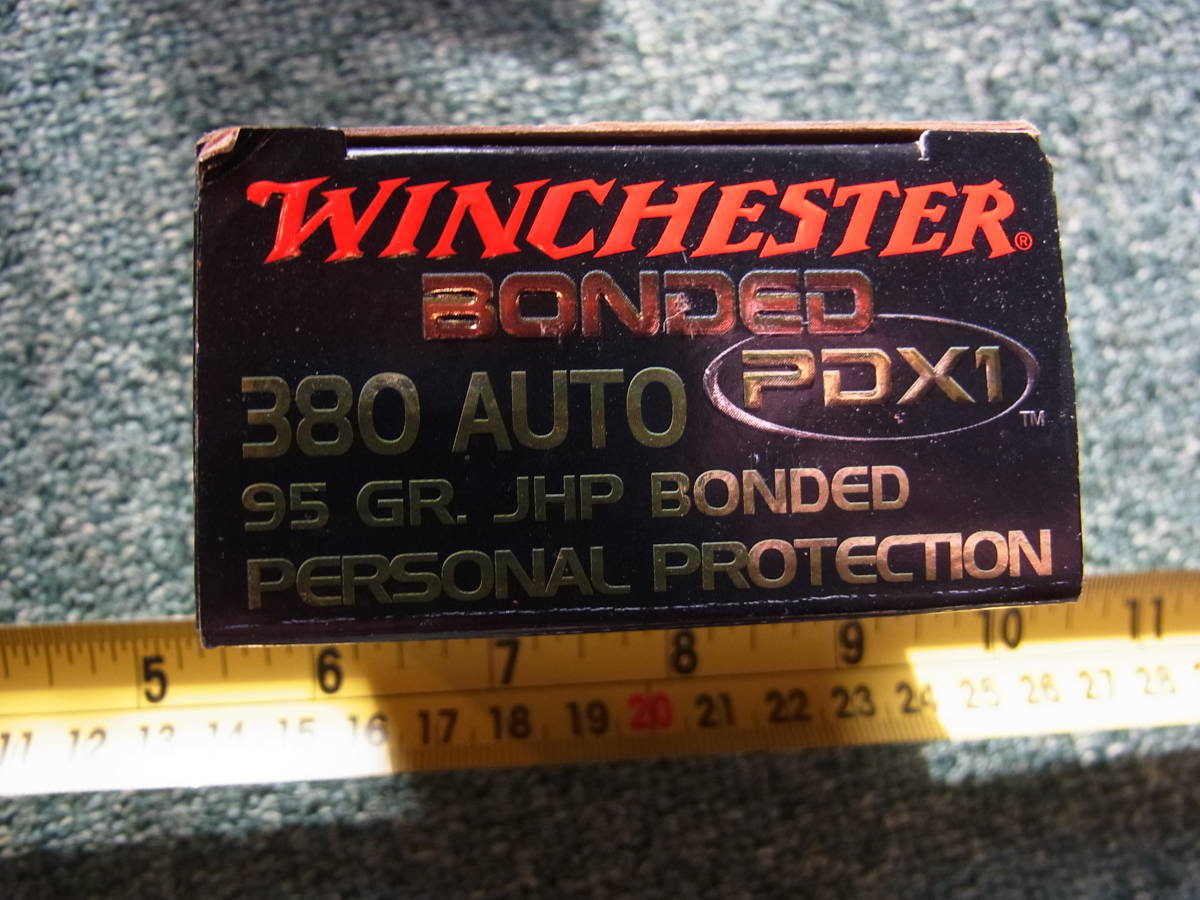 WINCHESTER®
BONDED
PDX1™
380 AUTO
95 GR. JHP BONDED
PERSONAL PROTECTION
5 6 7 8 9 10 11
11 12 13 14 15 16 17 18 19 20 21 22 23 24 25 26 27 28